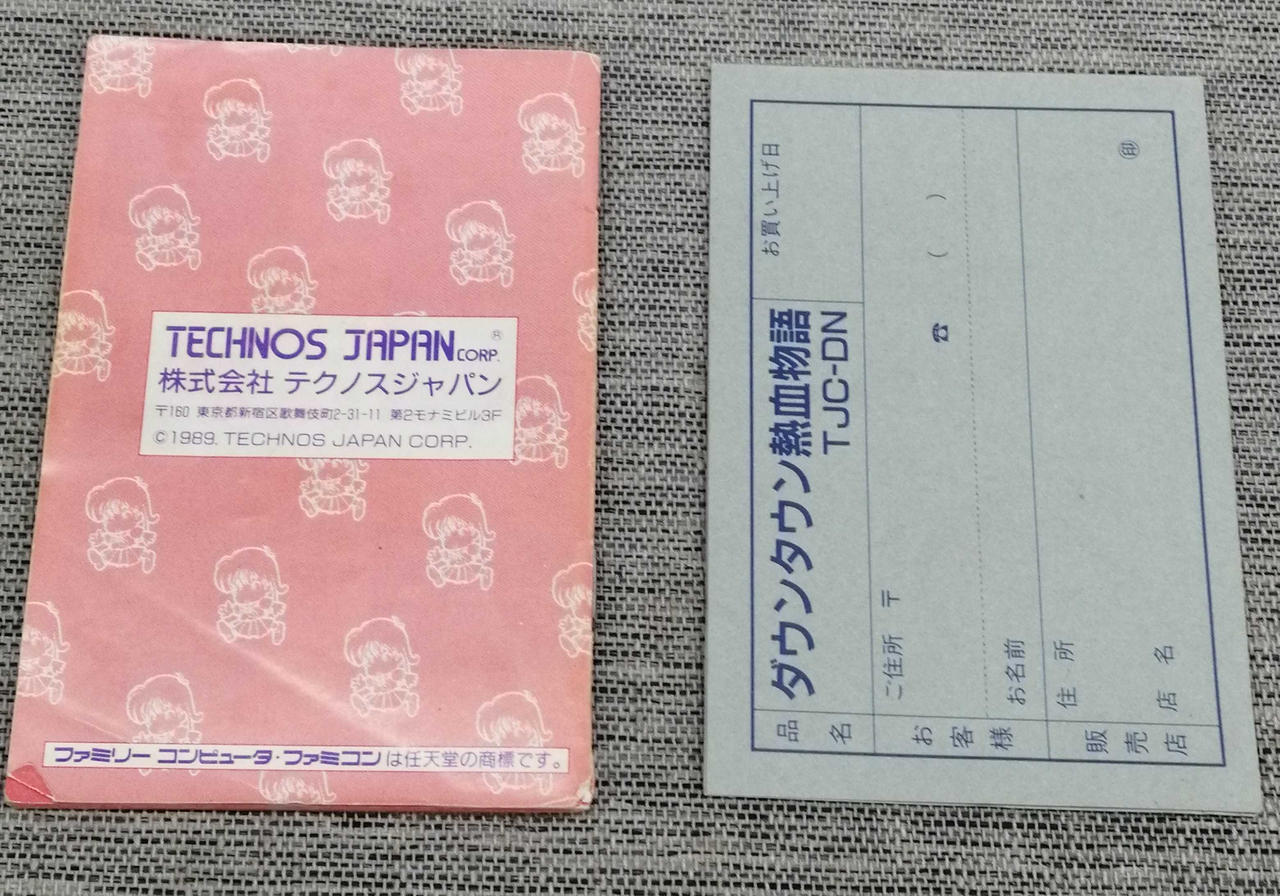 TECHNOS JAPAN CORP. ®
株式会社 テクノスジャパン
〒160 東京都新宿区歌舞伎町2-31-11 第2モナミビル3F
©1989. TECHNOS JAPAN CORP.
ファミリー コンピュータ・ファミコンは任天堂の商標です。
品名
ダウンタウン熱血物語
TJC-DN
お買い上げ日
お客様
ご住所 〒
☎ ( )
お名前
販売店
住所
店名
印